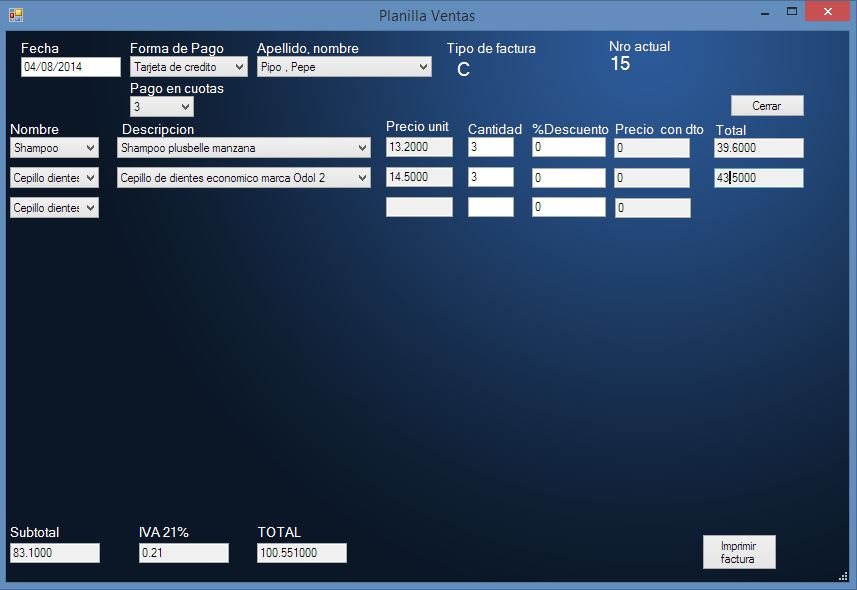 Planilla Ventas
Fecha Forma de Pago Apellido, nombre Tipo de factura Nro actual
04/08/2014 Tarjeta de credito Pipo , Pepe C 15
Pago en cuotas
3 Cerrar
Nombre Descripcion Precio unit Cantidad %Descuento Precio con dto Total
Shampoo Shampoo plusbelle manzana 13.2000 3 0 0 39.6000
Cepillo dientes Cepillo de dientes economico marca Odol 2 14.5000 3 0 0 43.5000
Cepillo dientes 0 0
Subtotal IVA 21% TOTAL
83.1000 0.21 100.551000 Imprimir
factura